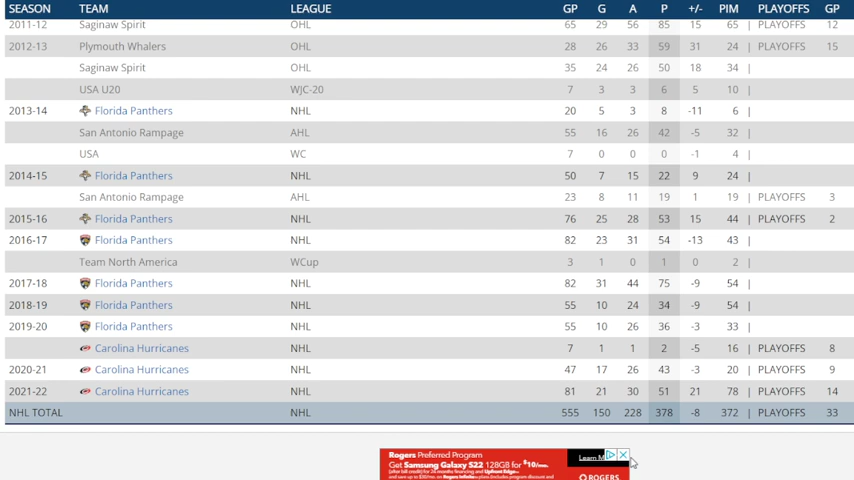 SEASON TEAM LEAGUE GP G A P +/- PIM PLAYOFFS GP
2011-12 Saginaw Spirit OHL 65 29 56 85 15 65 | PLAYOFFS 12
2012-13 Plymouth Whalers OHL 28 26 33 59 31 24 | PLAYOFFS 15
Saginaw Spirit OHL 35 24 26 50 18 34 |
USA U20 WJC-20 7 3 3 6 5 10 |
2013-14 Florida Panthers NHL 20 5 3 8 -11 6 |
San Antonio Rampage AHL 55 16 26 42 -5 32 |
USA WC 7 0 0 0 -1 4 |
2014-15 Florida Panthers NHL 50 7 15 22 9 24 |
San Antonio Rampage AHL 23 8 11 19 1 19 | PLAYOFFS 3
2015-16 Florida Panthers NHL 76 25 28 53 15 44 | PLAYOFFS 2
2016-17 Florida Panthers NHL 82 23 31 54 -13 43 |
Team North America WCup 3 1 0 1 0 2 |
2017-18 Florida Panthers NHL 82 31 44 75 -9 54 |
2018-19 Florida Panthers NHL 55 10 24 34 -9 54 |
2019-20 Florida Panthers NHL 55 10 26 36 -3 33 |
Carolina Hurricanes NHL 7 1 1 2 -5 16 | PLAYOFFS 8
2020-21 Carolina Hurricanes NHL 47 17 26 43 -3 20 | PLAYOFFS 9
2021-22 Carolina Hurricanes NHL 81 21 30 51 21 78 | PLAYOFFS 14
NHL TOTAL NHL 555 150 228 378 -8 372 | PLAYOFFS 33
Rogers Preferred Program
Get Samsung Galaxy S22 128GB for $10/mo.
Learn M
ROGERS